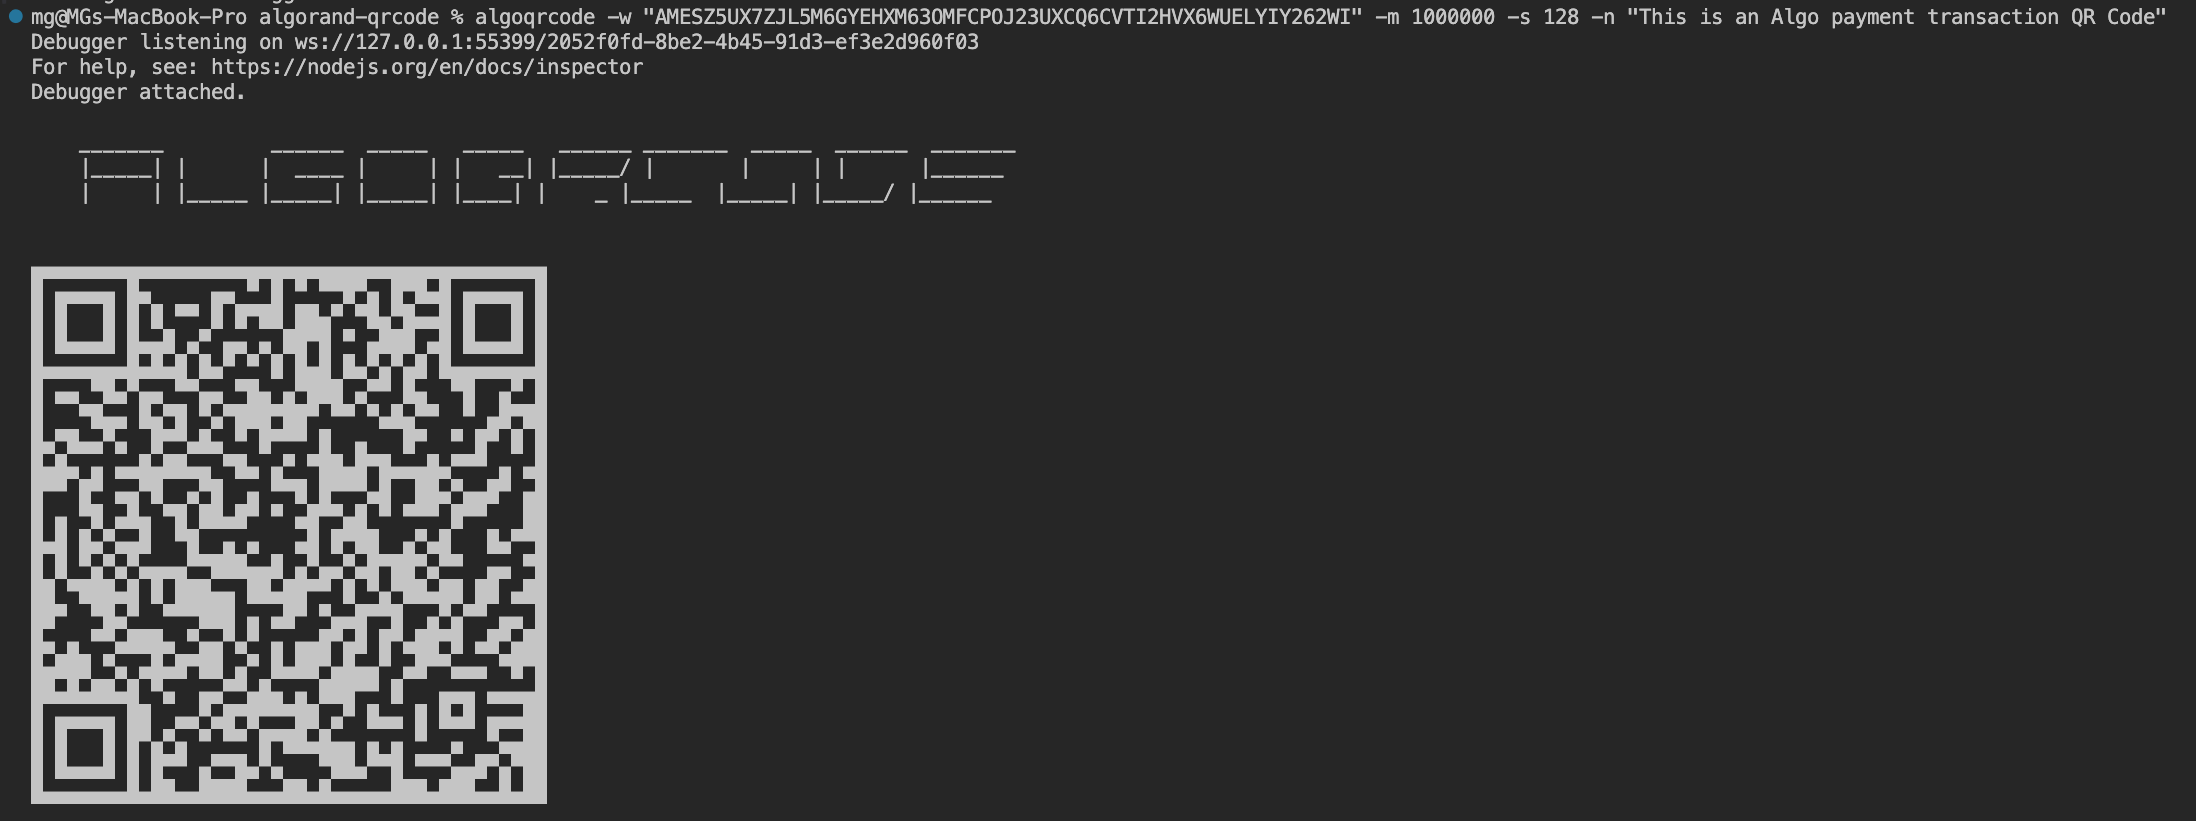 mg@MGs-MacBook-Pro algorand-qrcode % algoqrcode -w "AMESZ5UX7ZJL5M6GYEHXM63OMFCPOJ23UXCQ6CVTI2HVX6WUELYIY262WI" -m 1000000 -s 128 -n "This is an Algo payment transaction QR Code"
Debugger listening on ws://127.0.0.1:55399/2052f0fd-8be2-4b45-91d3-ef3e2d960f03
For help, see: https://nodejs.org/en/docs/inspector
Debugger attached.
ALGOQRCODE